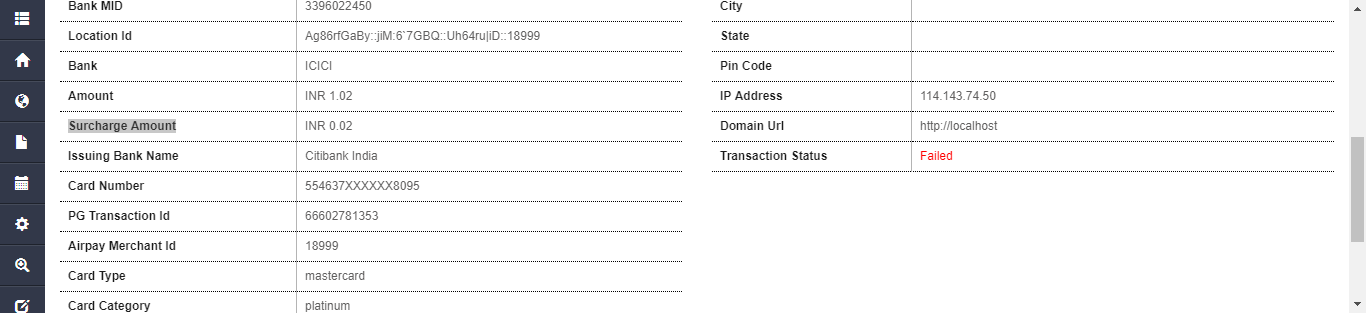 Bank MID 3396022450
Location Id Ag86rfGaBy::jiM:6`7GBQ::Uh64ru|iD::18999
Bank ICICI
Amount INR 1.02
Surcharge Amount INR 0.02
Issuing Bank Name Citibank India
Card Number 554637XXXXXX8095
PG Transaction Id 66602781353
Airpay Merchant Id 18999
Card Type mastercard
Card Category platinum
City
State
Pin Code
IP Address 114.143.74.50
Domain Url http://localhost
Transaction Status Failed